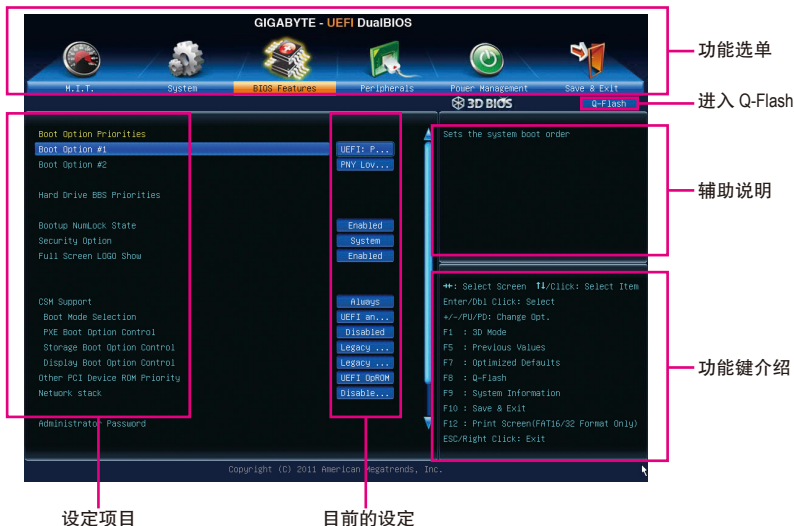 GIGABYTE - UEFI DualBIOS
M.I.T.
System
BIOS Features
Peripherals
Power Management
Save & Exit
功能选单
3D BIOS
Q-Flash
进入 Q-Flash
Boot Option Priorities
Boot Option #1 UEFI: P...
Boot Option #2 PNY Lov...
Hard Drive BBS Priorities
Bootup NumLock State Enabled
Security Option System
Full Screen LOGO Show Enabled
CSM Support Always
Boot Mode Selection UEFI an...
PXE Boot Option Control Disabled
Storage Boot Option Control Legacy ...
Display Boot Option Control Legacy ...
Other PCI Device ROM Priority UEFI OpROM
Network stack Disable...
Administrator Password
Sets the system boot order
辅助说明
→←: Select Screen ↑↓/Click: Select Item
Enter/Dbl Click: Select
+/-/PU/PD: Change Opt.
F1 : 3D Mode
F5 : Previous Values
F7 : Optimized Defaults
F8 : Q-Flash
F9 : System Information
F10 : Save & Exit
F12 : Print Screen(FAT16/32 Format Only)
ESC/Right Click: Exit
功能键介绍
Copyright (C) 2011 American Megatrends, Inc.
设定项目
目前的设定